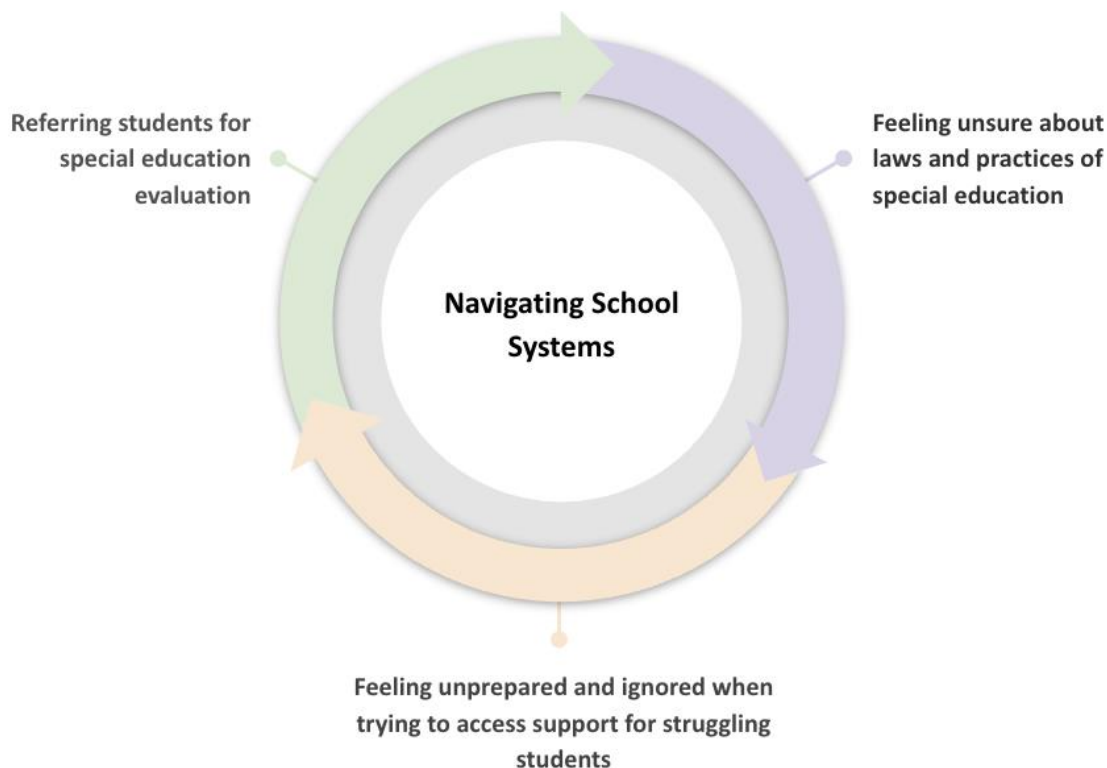 Referring students for
special education
evaluation
Feeling unsure about
laws and practices of
special education
Navigating School
Systems
Feeling unprepared and ignored when
trying to access support for struggling
students